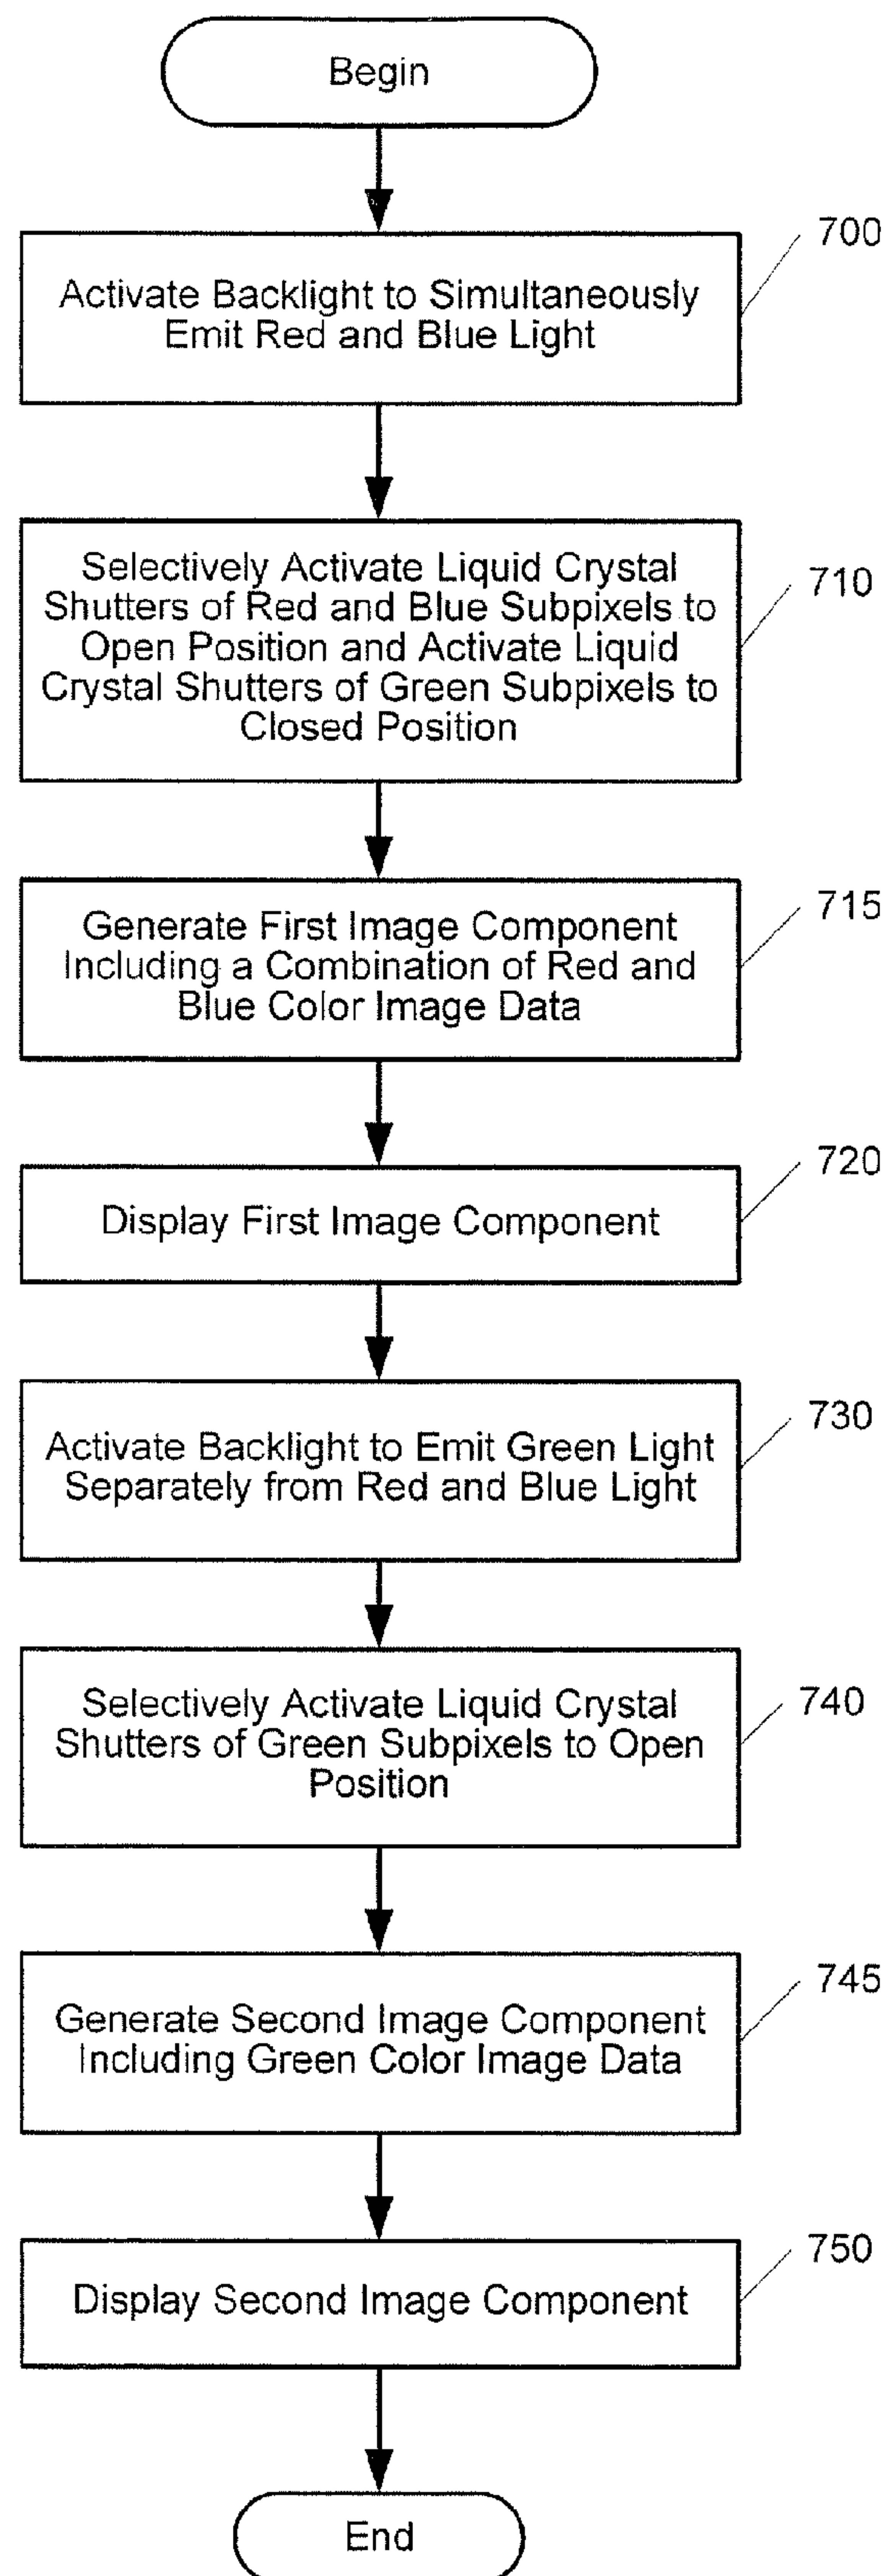 Begin
700
Activate Backlight to Simultaneously
Emit Red and Blue Light
710
Selectively Activate Liquid Crystal
Shutters of Red and Blue Subpixels to
Open Position and Activate Liquid
Crystal Shutters of Green Subpixels to
Closed Position
715
Generate First Image Component
Including a Combination of Red and
Blue Color Image Data
720
Display First Image Component
730
Activate Backlight to Emit Green Light
Separately from Red and Blue Light
740
Selectively Activate Liquid Crystal
Shutters of Green Subpixels to Open
Position
745
Generate Second Image Component
Including Green Color Image Data
750
Display Second Image Component
End